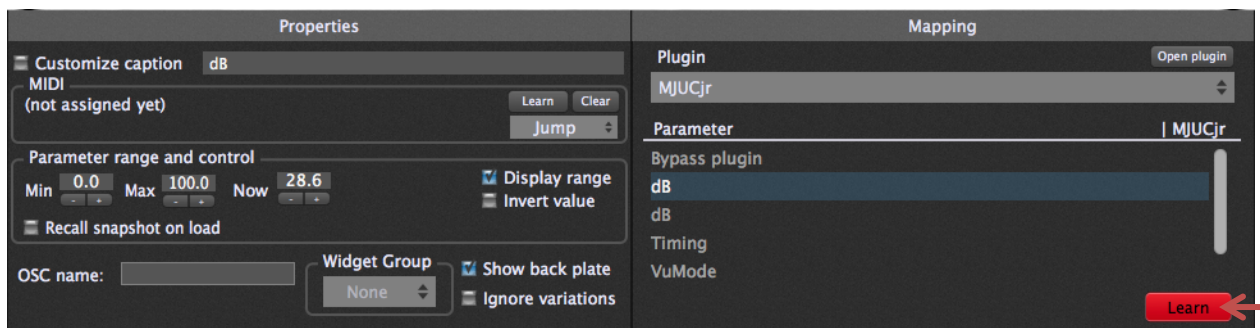 Properties
Customize caption dB
MIDI
(not assigned yet) Learn Clear
Jump
Parameter range and control
Min 0.0 Max 100.0 Now 28.6
- + - + - +
Display range
Invert value
Recall snapshot on load
OSC name:
Widget Group
None
Show back plate
Ignore variations
Mapping
Plugin Open plugin
MJUCjr
Parameter | MJUCjr
Bypass plugin
dB
dB
Timing
VuMode
Learn